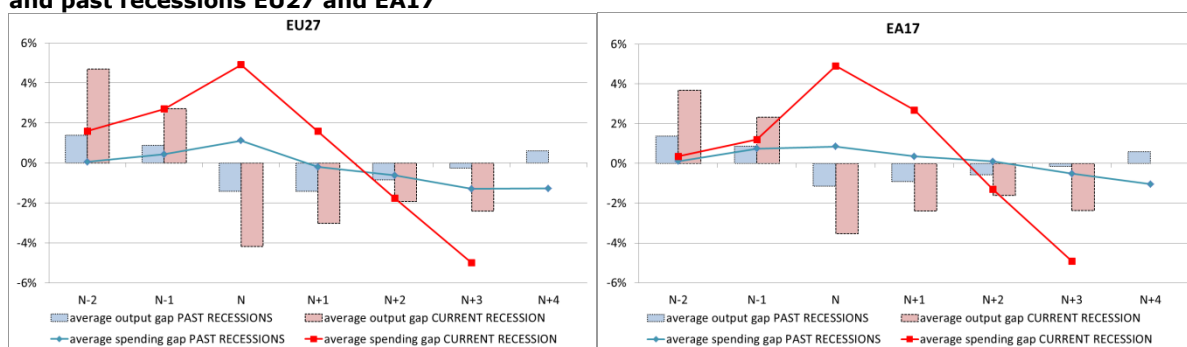 and past recessions EU27 and EA17
EU27
6%
4%
2%
0%
-2%
-4%
-6%
N-2 N-1 N N+1 N+2 N+3 N+4
average output gap PAST RECESSIONS average output gap CURRENT RECESSION
average spending gap PAST RECESSIONS average spending gap CURRENT RECESSION
EA17
6%
4%
2%
0%
-2%
-4%
-6%
N-2 N-1 N N+1 N+2 N+3 N+4
average output gap PAST RECESSIONS average output gap CURRENT RECESSION
average spending gap PAST RECESSIONS average spending gap CURRENT RECESSION